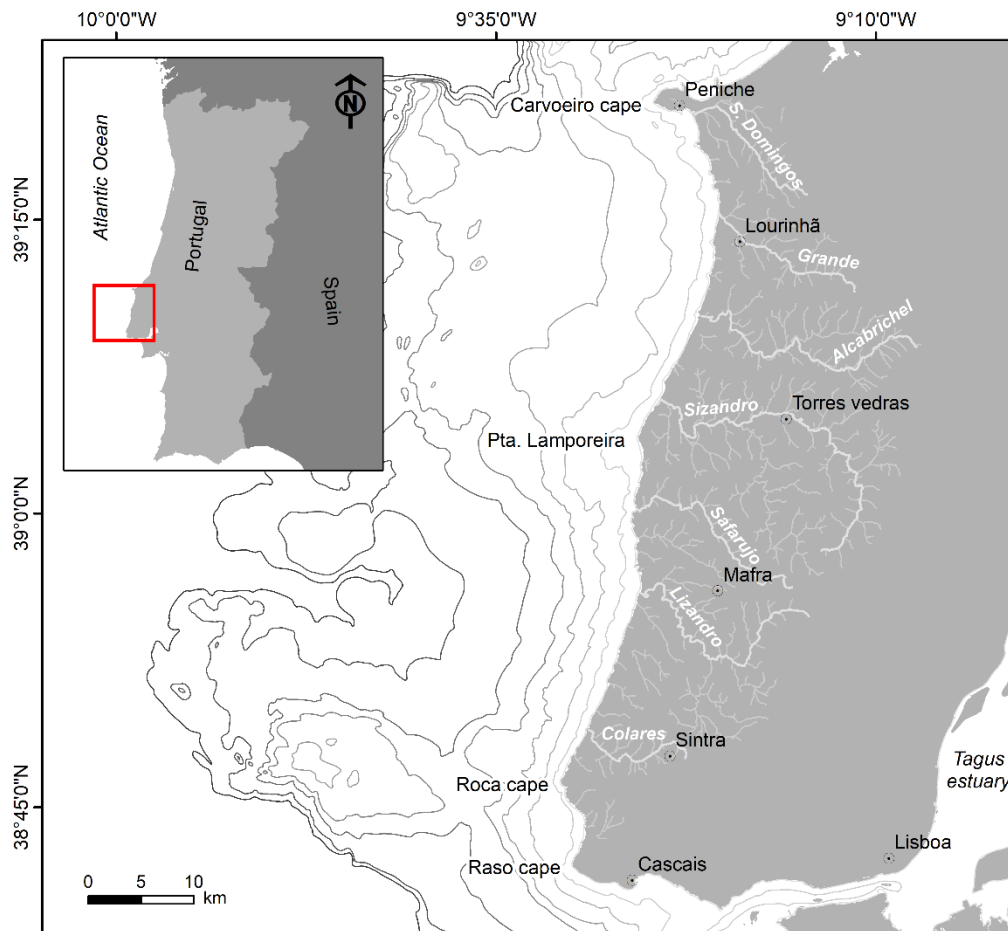 10°0'0"W
9°35'0"W
9°10'0"W
39°15'0"N
39°0'0"N
38°45'0"N
N
Atlantic Ocean
Portugal
Spain
Carvoeiro cape
Peniche
S. Domingos
Lourinhã
Grande
Alcabrichel
Sizandro
Torres vedras
Pta. Lamporeira
Safarujo
Mafra
Lizandro
Colares
Sintra
Roca cape
Tagus
estuary
Lisboa
Raso cape
Cascais
0 5 10
km